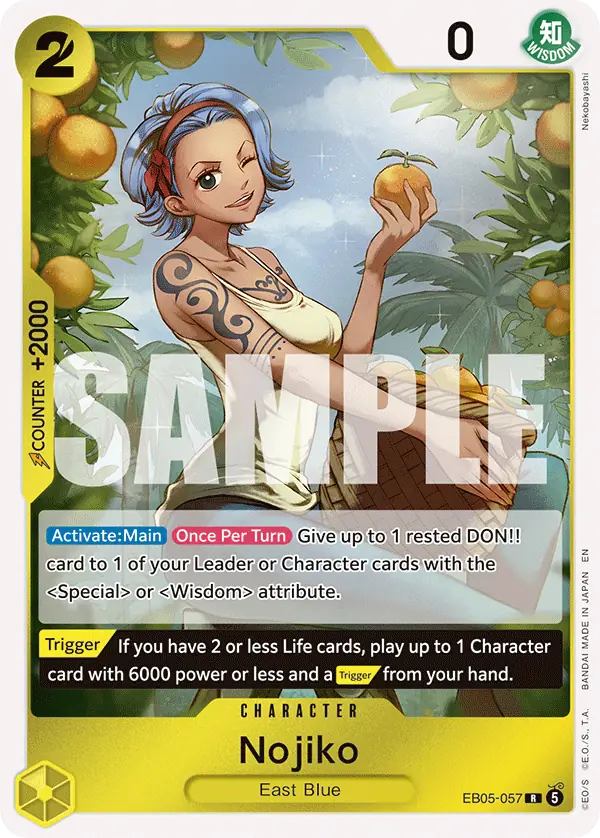 2
0
知
WISDOM
Nekobayashi
COUNTER +2000
SAMPLE
Activate:Main Once Per Turn Give up to 1 rested DON!!
card to 1 of your Leader or Character cards with the
<Special> or <Wisdom> attribute.
Trigger If you have 2 or less Life cards, play up to 1 Character
card with 6000 power or less and a Trigger from your hand.
CHARACTER
Nojiko
East Blue
EB05-057 R 5
©EO/S ©E.O./S., T.A. BANDAI MADE IN JAPAN EN